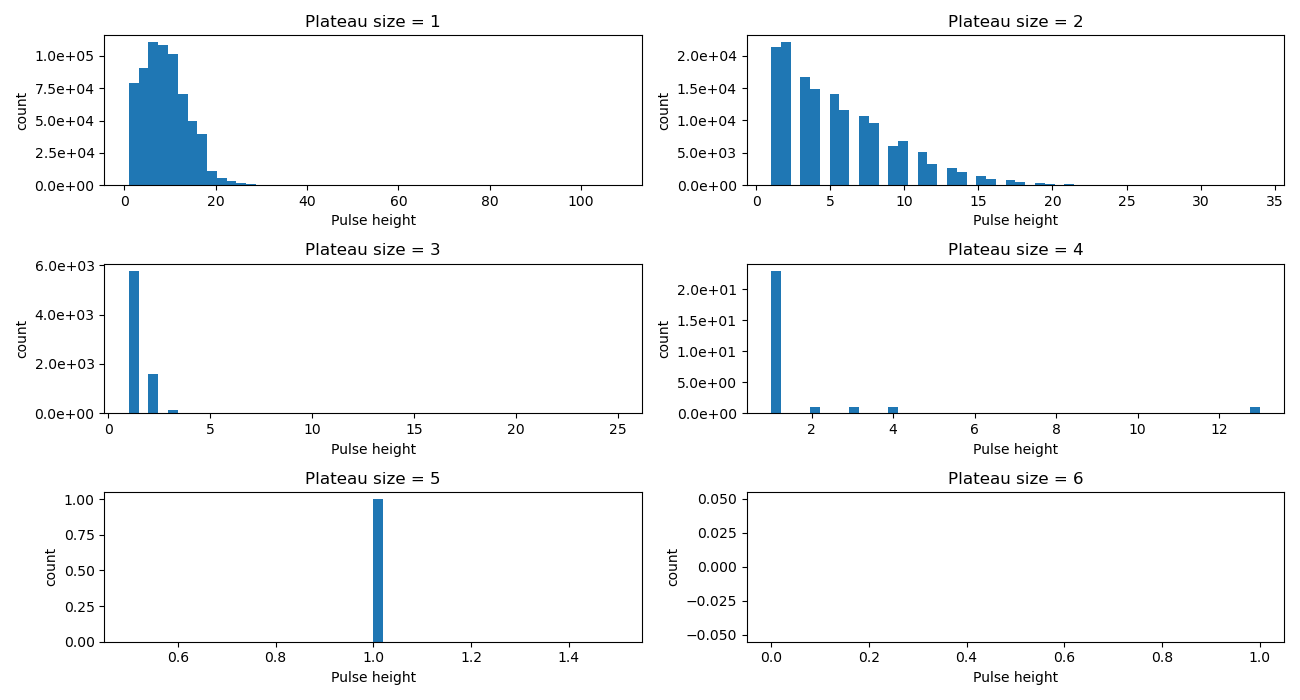 Plateau size = 1
1.0e+05
7.5e+04
5.0e+04
2.5e+04
0.0e+00
count
0 20 40 60 80 100
Pulse height
Plateau size = 2
2.0e+04
1.5e+04
1.0e+04
5.0e+03
0.0e+00
count
0 5 10 15 20 25 30 35
Pulse height
Plateau size = 3
6.0e+03
4.0e+03
2.0e+03
0.0e+00
count
0 5 10 15 20 25
Pulse height
Plateau size = 4
2.0e+01
1.5e+01
1.0e+01
5.0e+00
0.0e+00
count
2 4 6 8 10 12
Pulse height
Plateau size = 5
1.00
0.75
0.50
0.25
0.00
count
0.6 0.8 1.0 1.2 1.4
Pulse height
Plateau size = 6
0.050
0.025
0.000
−0.025
−0.050
count
0.0 0.2 0.4 0.6 0.8 1.0
Pulse height